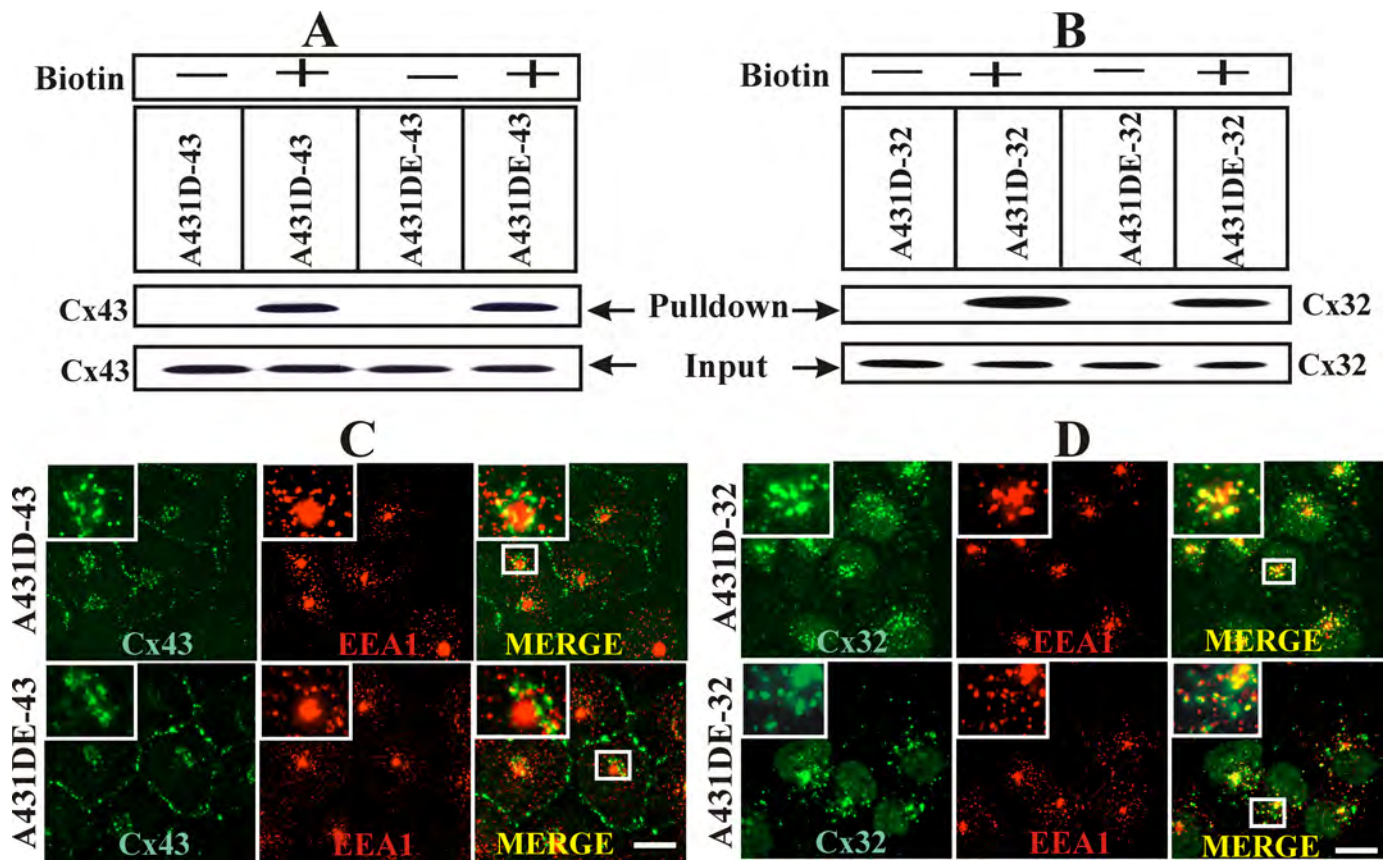 A
B
Biotin — + — +
Biotin — + — +
A431D-43
A431D-43
A431DE-43
A431DE-43
A431D-32
A431D-32
A431DE-32
A431DE-32
Cx43
Pulldown
Cx32
Cx43
Input
Cx32
C
D
A431D-43
Cx43
EEA1
MERGE
A431D-32
Cx32
EEA1
MERGE
A431DE-43
Cx43
EEA1
MERGE
A431DE-32
Cx32
EEA1
MERGE